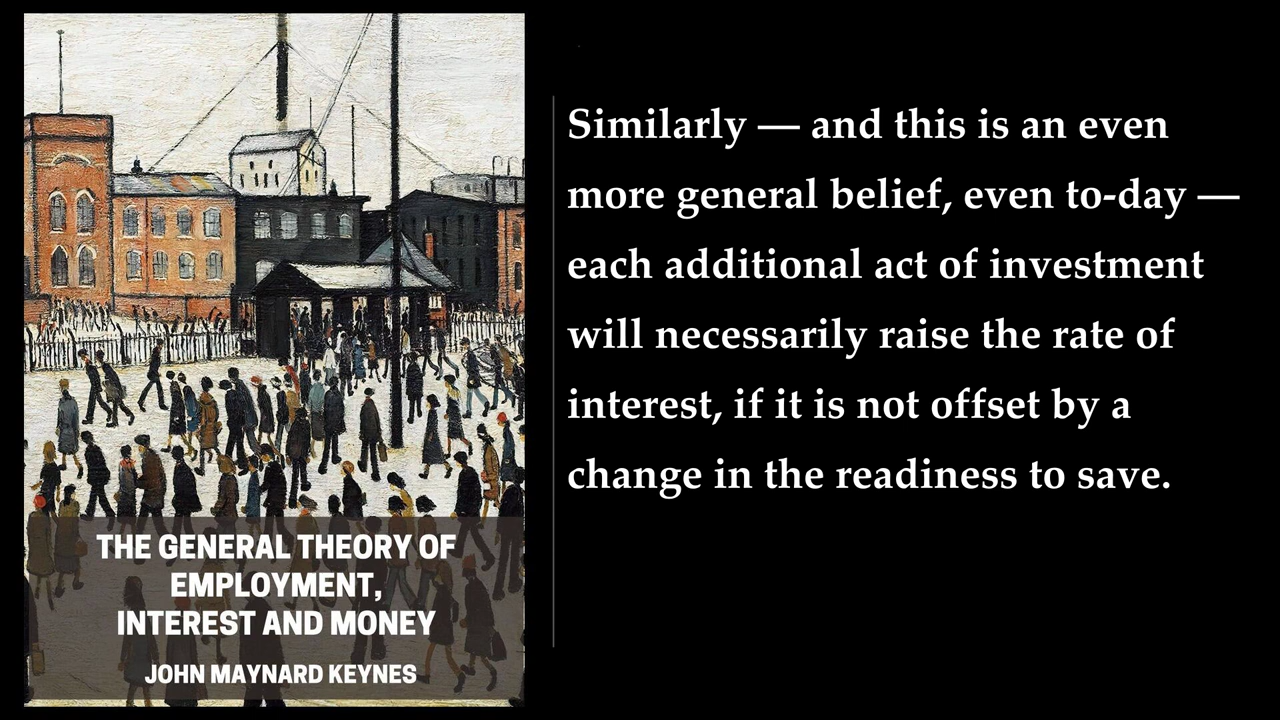 Similarly — and this is an even
more general belief, even to-day —
each additional act of investment
will necessarily raise the rate of
interest, if it is not offset by a
change in the readiness to save.
THE GENERAL THEORY OF
EMPLOYMENT,
INTEREST AND MONEY
JOHN MAYNARD KEYNES